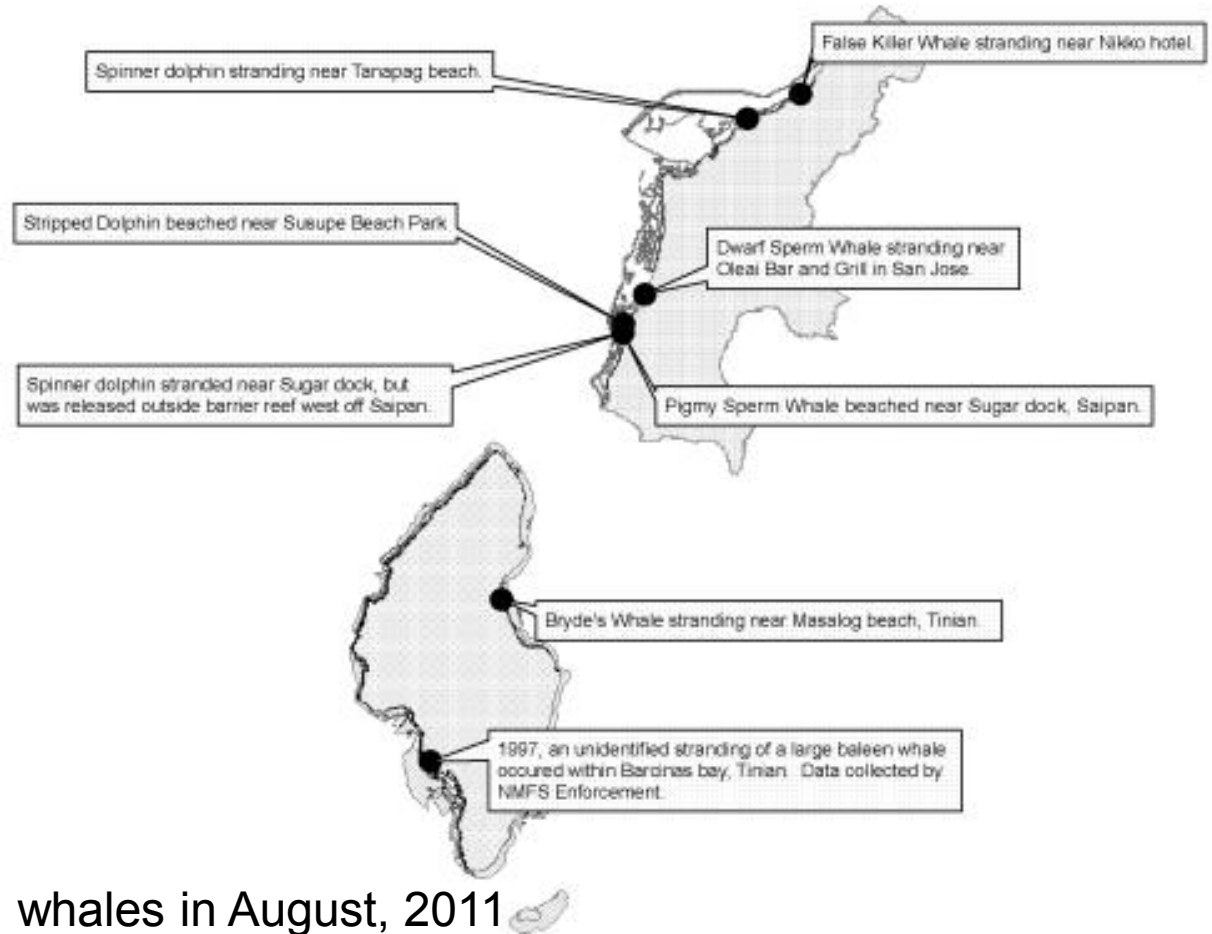 False Killer Whale stranding near Nikko hotel.
Spinner dolphin stranding near Tanapag beach.
Stripped Dolphin beached near Susupe Beach Park
Dwarf Sperm Whale stranding near
Oleai Bar and Grill in San Jose.
Spinner dolphin stranded near Sugar dock, but
was released outside barrier reef west off Saipan.
Pigmy Sperm Whale beached near Sugar dock, Saipan.
Bryde's Whale stranding near Masalog beach, Tinian.
1997, an unidentified stranding of a large baleen whale
occured within Barcinas bay, Tinian. Data collected by
NMFS Enforcement.
whales in August, 2011